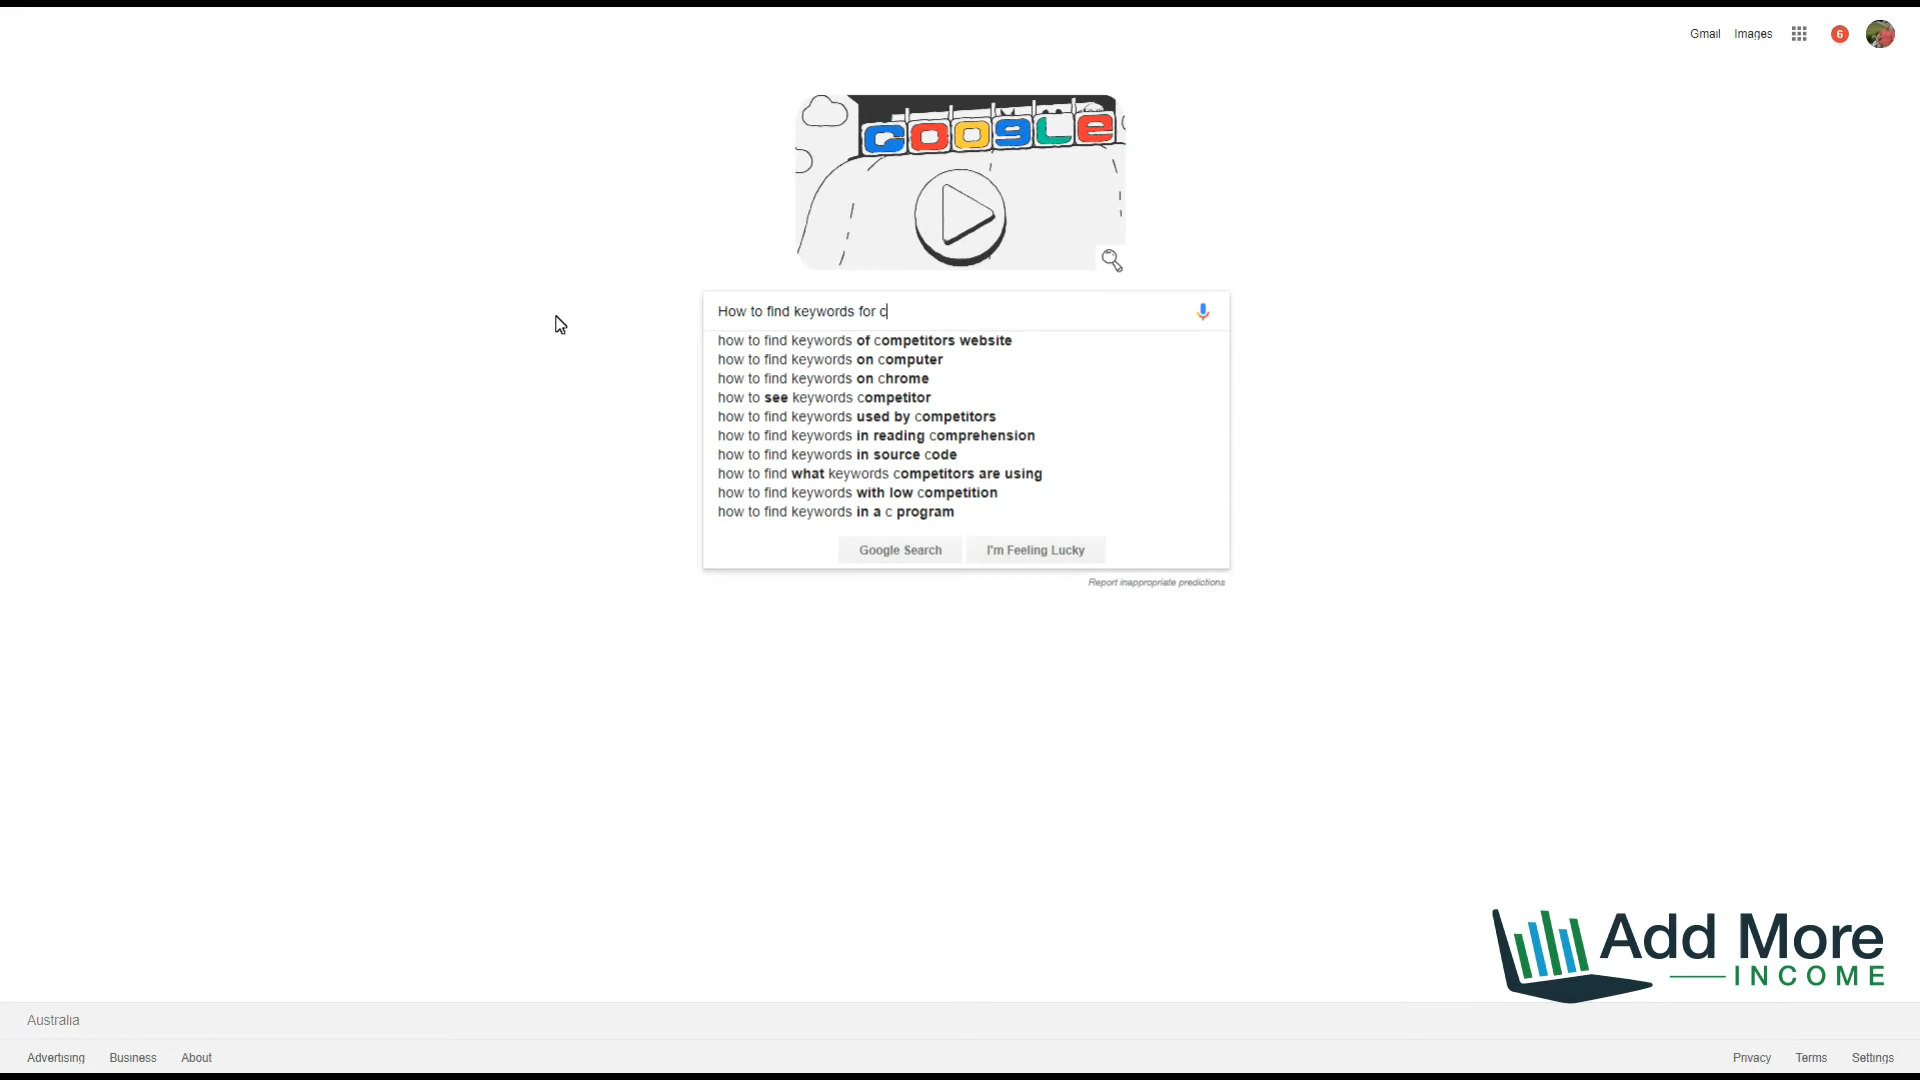 Gmail Images 6
GOOGLE
How to find keywords for c
how to find keywords of competitors website
how to find keywords on computer
how to find keywords on chrome
how to see keywords competitor
how to find keywords used by competitors
how to find keywords in reading comprehension
how to find keywords in source code
how to find what keywords competitors are using
how to find keywords with low competition
how to find keywords in a c program
Google Search I'm Feeling Lucky
Report inappropriate predictions
Add More
INCOME
Australia
Advertising Business About Privacy Terms Settings